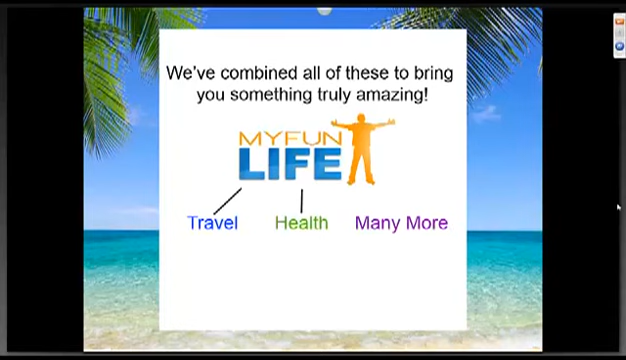 We've combined all of these to bring
you something truly amazing!
MYFUN
LIFE
Travel Health Many More